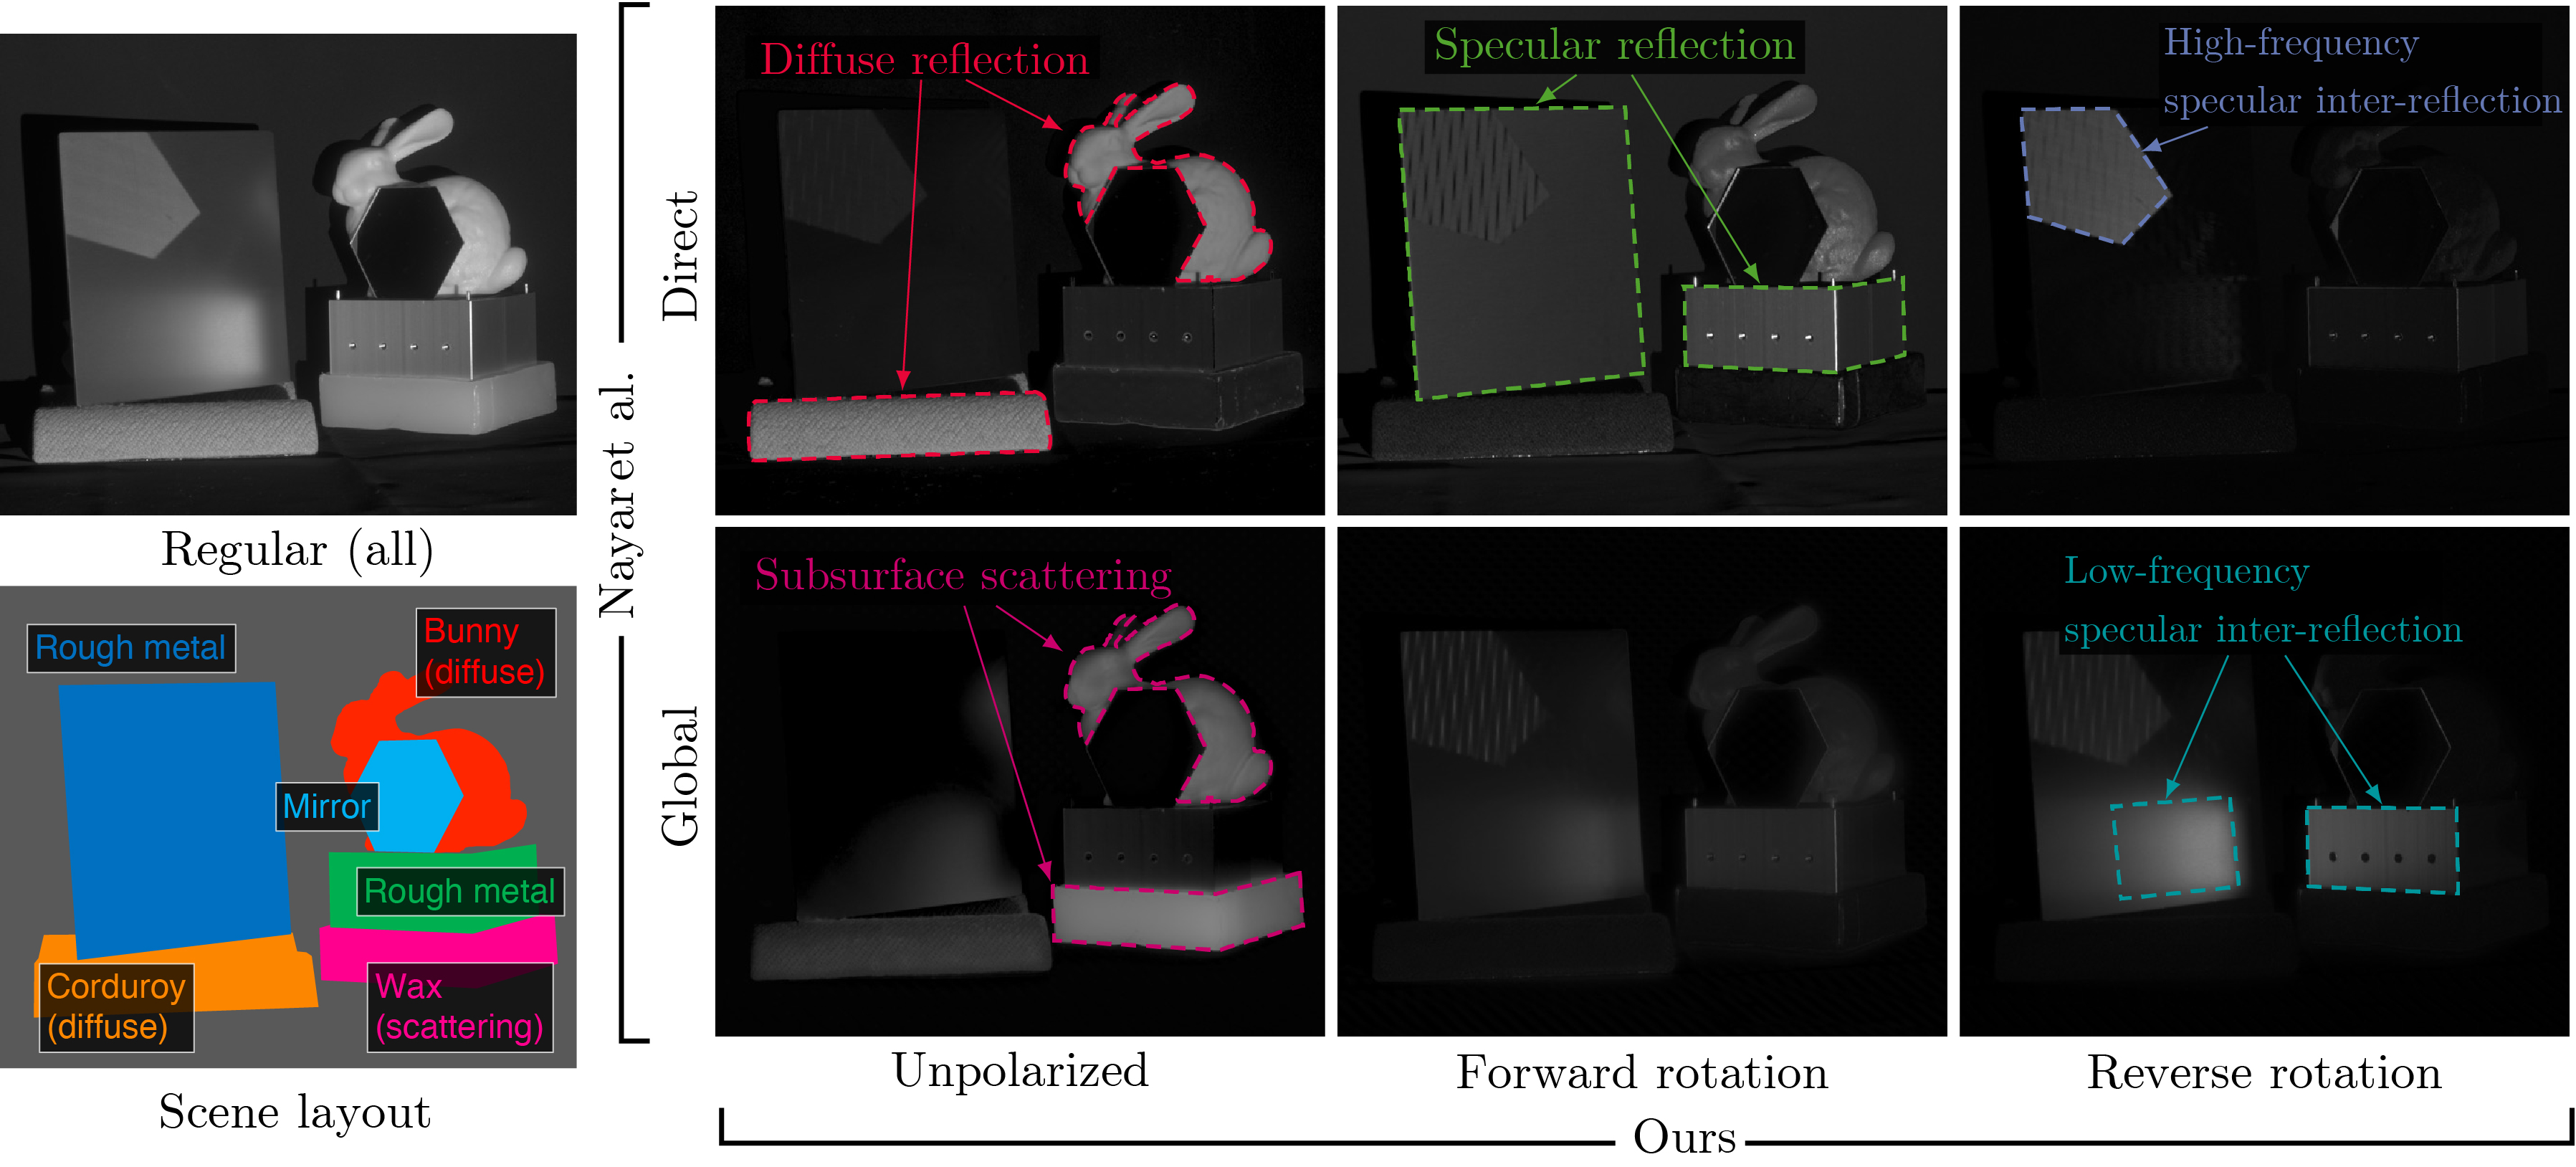 Regular (all)
Rough metal
Bunny
(diffuse)
Mirror
Rough metal
Corduroy
(diffuse)
Wax
(scattering)
Scene layout
Nayaret al.
Direct
Global
Diffuse reflection
Specular reflection
High-frequency
specular inter-reflection
Subsurface scattering
Low-frequency
specular inter-reflection
Unpolarized
Forward rotation
Reverse rotation
Ours